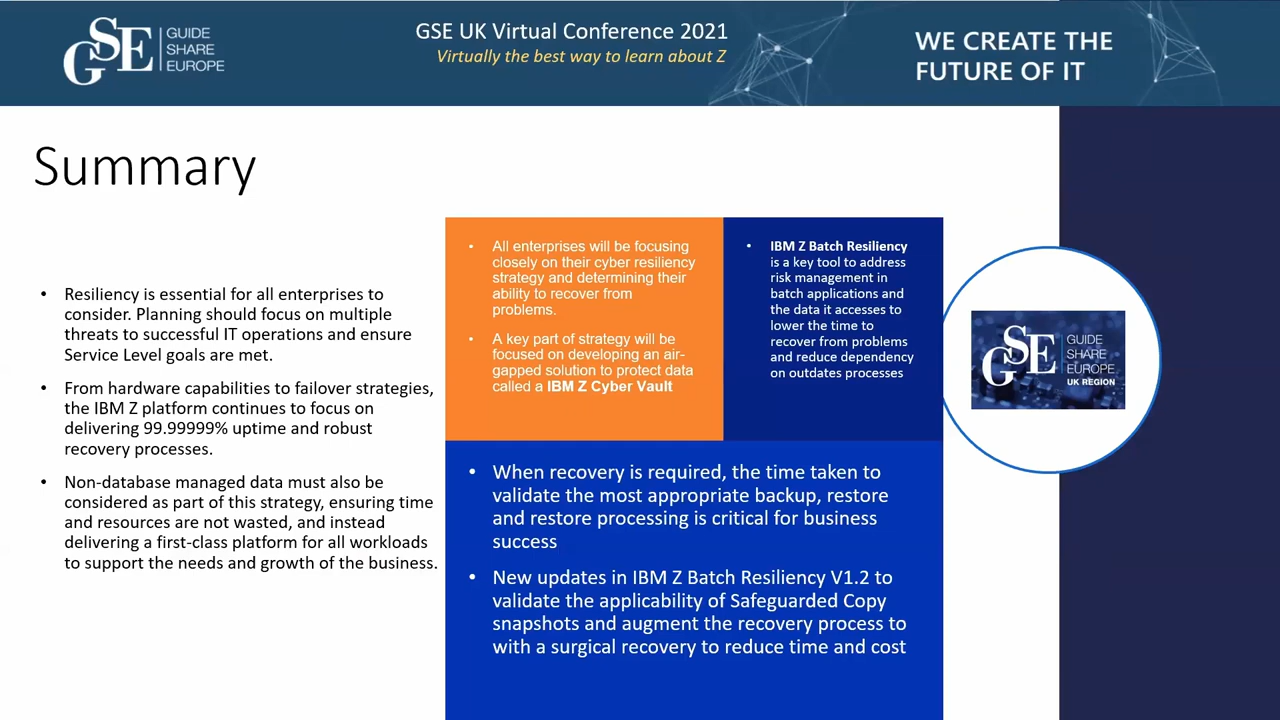 GSE
GUIDE
SHARE
EUROPE
GSE UK Virtual Conference 2021
Virtually the best way to learn about Z
WE CREATE THE
FUTURE OF IT
Summary
• Resiliency is essential for all enterprises to
consider. Planning should focus on multiple
threats to successful IT operations and ensure
Service Level goals are met.
• From hardware capabilities to failover strategies,
the IBM Z platform continues to focus on
delivering 99.99999% uptime and robust
recovery processes.
• Non-database managed data must also be
considered as part of this strategy, ensuring time
and resources are not wasted, and instead
delivering a first-class platform for all workloads
to support the needs and growth of the business.
• All enterprises will be focusing
closely on their cyber resiliency
strategy and determining their
ability to recover from
problems.
• A key part of strategy will be
focused on developing an air-
gapped solution to protect data
called a IBM Z Cyber Vault
• IBM Z Batch Resiliency
is a key tool to address
risk management in
batch applications and
the data it accesses to
lower the time to
recover from problems
and reduce dependency
on outdates processes
• When recovery is required, the time taken to
validate the most appropriate backup, restore
and restore processing is critical for business
success
• New updates in IBM Z Batch Resiliency V1.2 to
validate the applicability of Safeguarded Copy
snapshots and augment the recovery process to
with a surgical recovery to reduce time and cost
GSE
GUIDE
SHARE
EUROPE
UK REGION